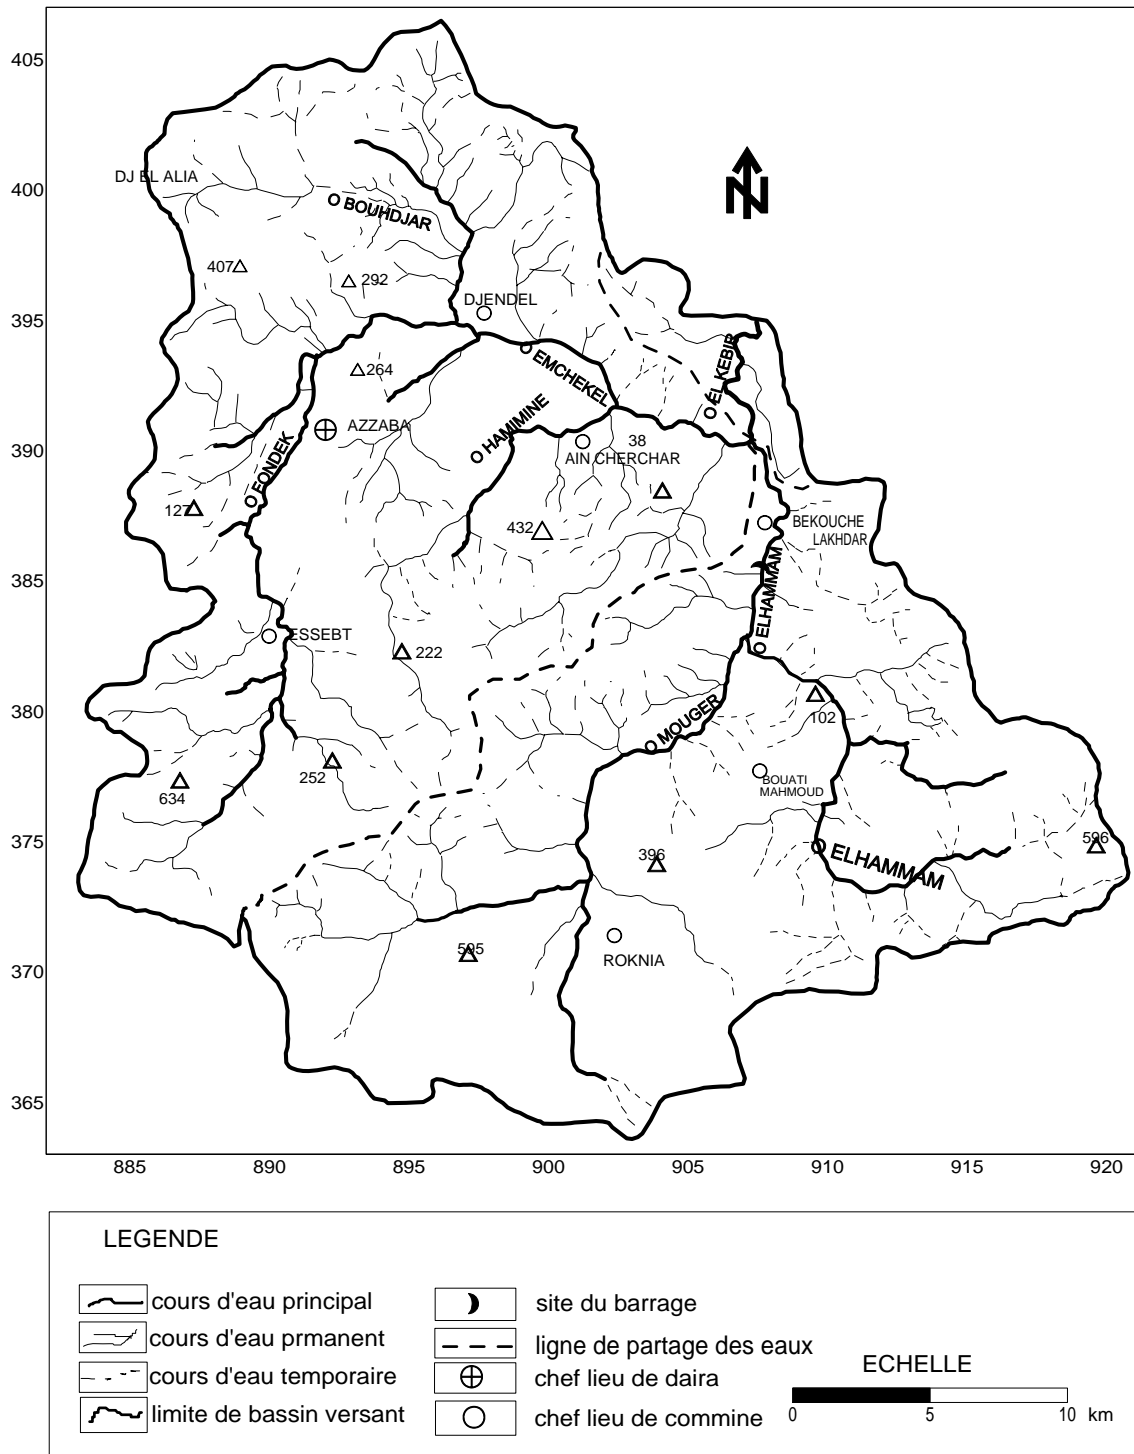 405
400
395
390
385
380
375
370
365
DJ EL ALIA
O BOUHDJAR
407
292
DJENDEL
264
O EMCHEKEL
O EL KEBIR
AZZABA
O HAMIMINE
O FONDEK
38
AIN CHERCHAR
127
432
BEKOUCHE
LAKHDAR
O ELHAMMAM
ESSEBT
222
102
O MOUGER
252
634
BOUATI
MAHMOUD
396
O ELHAMMAM
596
595
ROKNIA
885
890
895
900
905
910
915
920
N
LEGENDE
cours d'eau principal
cours d'eau prmanent
cours d'eau temporaire
limite de bassin versant
site du barrage
ligne de partage des eaux
chef lieu de daira
chef lieu de commine
ECHELLE
0 5 10 km